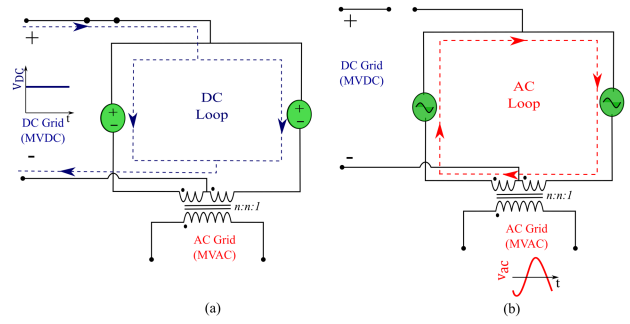 +
V_DC
t
DC Grid
(MVDC)
-
+
−
DC
Loop
+
−
n:n:1
AC Grid
(MVAC)
(a)
+
DC Grid
(MVDC)
-
AC
Loop
n:n:1
AC Grid
(MVAC)
v_ac
t
(b)